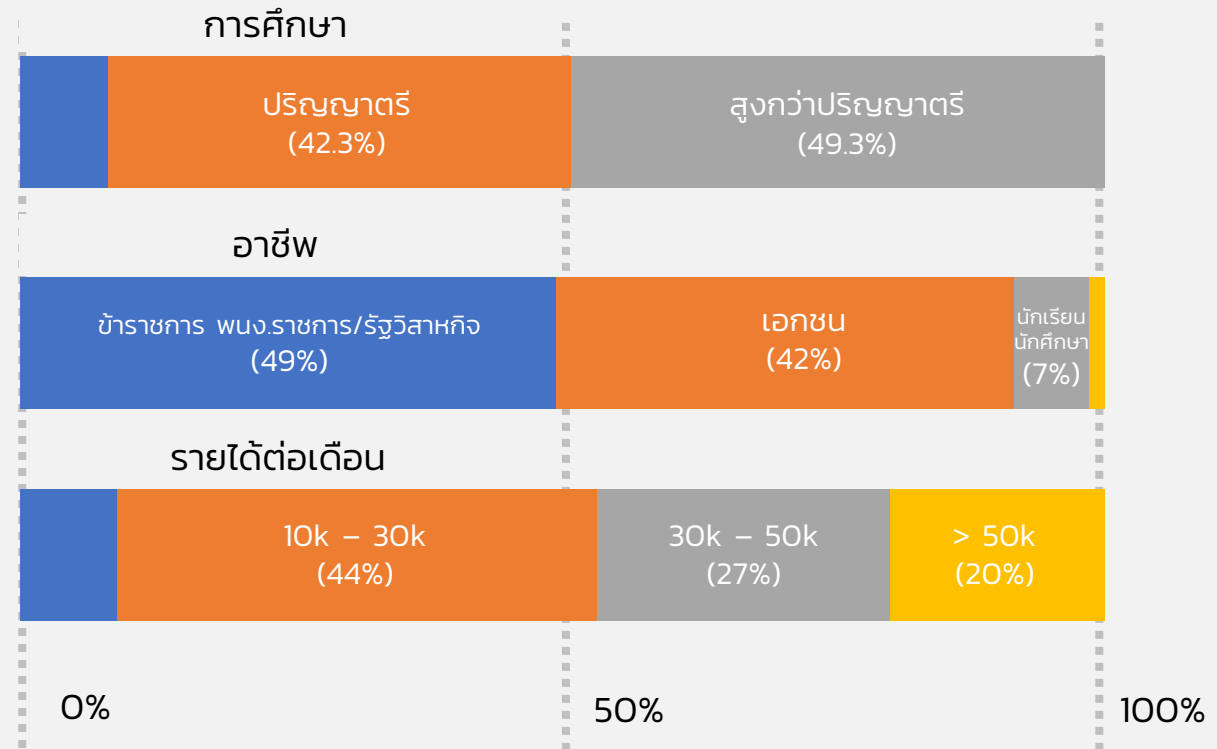 การศึกษา
ปริญญาตรี
(42.3%)
สูงกว่าปริญญาตรี
(49.3%)
อาชีพ
ข้าราชการ พนง.ราชการ/รัฐวิสาหกิจ
(49%)
เอกชน
(42%)
นักเรียน
นักศึกษา
(7%)
รายได้ต่อเดือน
10k – 30k
(44%)
30k – 50k
(27%)
> 50k
(20%)
0%
50%
100%